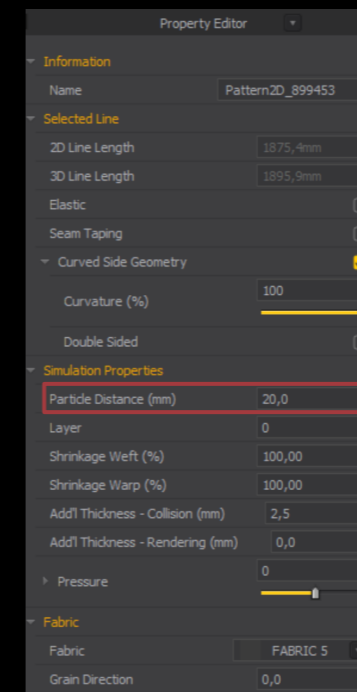 Property Editor
Information
Name Pattern2D_899453
Selected Line
2D Line Length 1875,4mm
3D Line Length 1895,9mm
Elastic
Seam Taping
Curved Side Geometry
Curvature (%) 100
Double Sided
Simulation Properties
Particle Distance (mm) 20,0
Layer 0
Shrinkage Weft (%) 100,00
Shrinkage Warp (%) 100,00
Add'l Thickness - Collision (mm) 2,5
Add'l Thickness - Rendering (mm) 0,0
Pressure 0
Fabric
Fabric FABRIC 5
Grain Direction 0,0